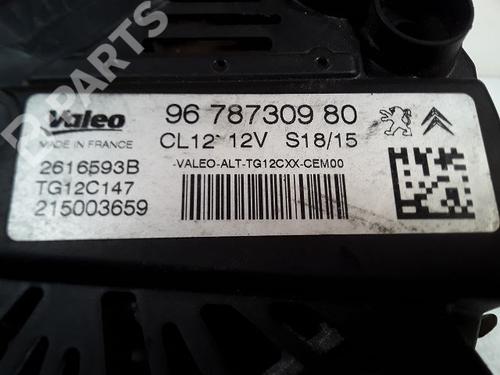 Valeo
MADE IN FRANCE
2616593B
TG12C147
215003659
96 787309 80
CL12 12V S18/15
-VALEO-ALT-TG12CXX-CEM00
B-PARTS